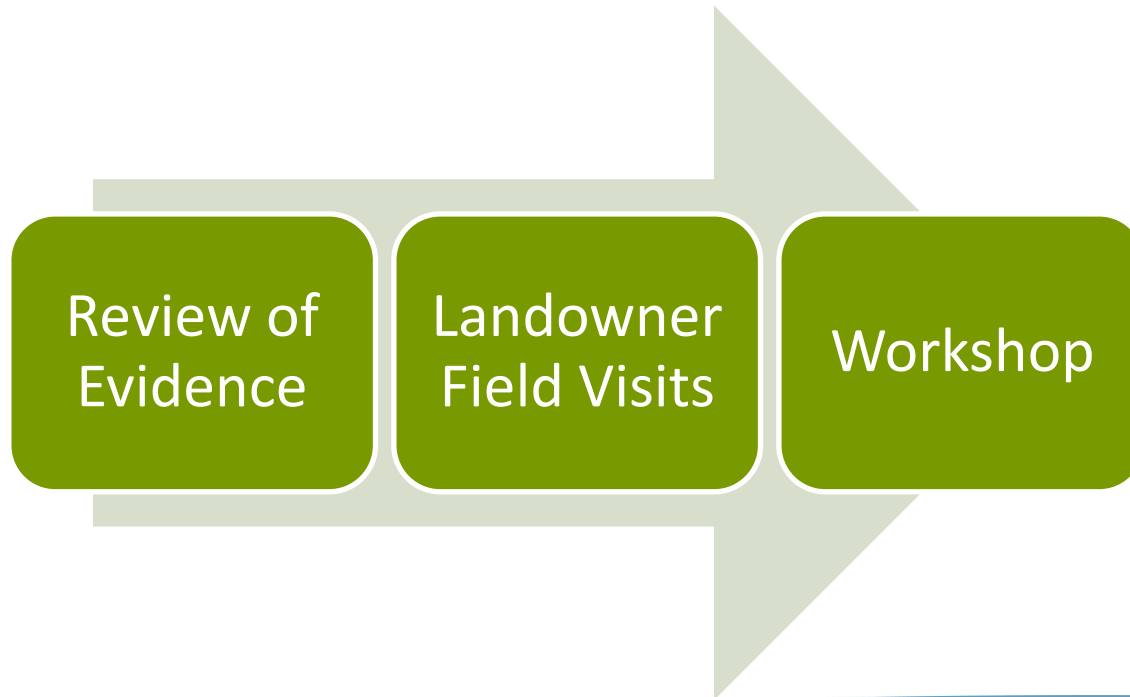 Review of
Evidence
Landowner
Field Visits
Workshop